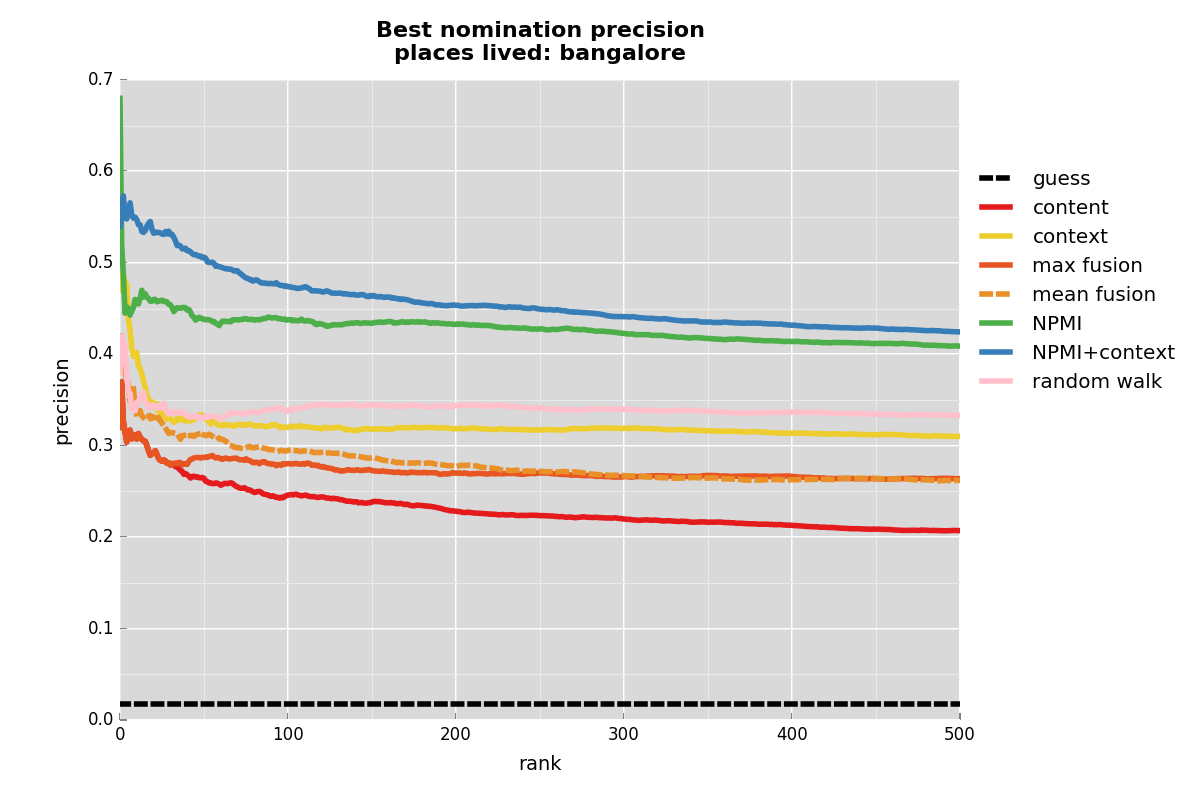 Best nomination precision
places lived: bangalore
precision
0.7
0.6
0.5
0.4
0.3
0.2
0.1
0.0
0
100
200
300
400
500
rank
guess
content
context
max fusion
mean fusion
NPMI
NPMI+context
random walk